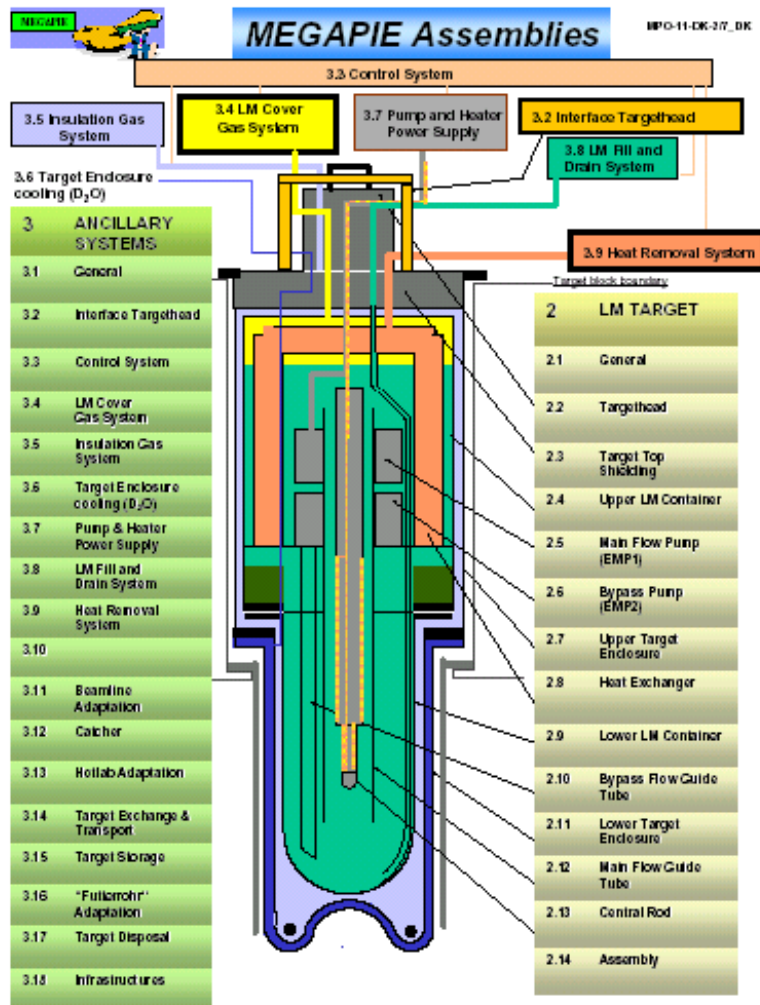 MEGAPIE
MEGAPIE Assemblies
MPO-11-DK-2/7_DK
3.3 Control System
3.5 Insulation Gas
System
3.4 LM Cover
Gas System
3.7 Pump and Heater
Power Supply
3.2 Interface Targethead
3.8 LM Fill and
Drain System
3.6 Target Enclosure
cooling (D₂O)
3.9 Heat Removal System
Target block boundary
3 ANCILLARY
SYSTEMS
3.1 General
3.2 Interface Targethead
3.3 Control System
3.4 LM Cover
Gas System
3.5 Insulation Gas
System
3.6 Target Enclosure
cooling (D₂O)
3.7 Pump & Heater
Power Supply
3.8 LM Fill and
Drain System
3.9 Heat Removal
System
3.10
3.11 Beamline
Adaptation
3.12 Catcher
3.13 Hotlab Adaptation
3.14 Target Exchange &
Transport
3.15 Target Storage
3.16 "Futterrohr"
Adaptation
3.17 Target Disposal
3.18 Infrastructures
2 LM TARGET
2.1 General
2.2 Targethead
2.3 Target Top
Shielding
2.4 Upper LM Container
2.5 Main Flow Pump
(EMP1)
2.6 Bypass Pump
(EMP2)
2.7 Upper Target
Enclosure
2.8 Heat Exchanger
2.9 Lower LM Container
2.10 Bypass Flow Guide
Tube
2.11 Lower Target
Enclosure
2.12 Main Flow Guide
Tube
2.13 Central Rod
2.14 Assembly